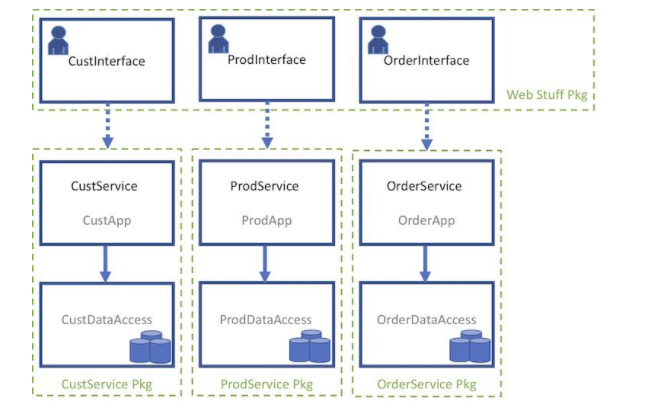 CustInterface
ProdInterface
OrderInterface
Web Stuff Pkg
CustService
CustApp
ProdService
ProdApp
OrderService
OrderApp
CustDataAccess
ProdDataAccess
OrderDataAccess
CustService Pkg
ProdService Pkg
OrderService Pkg